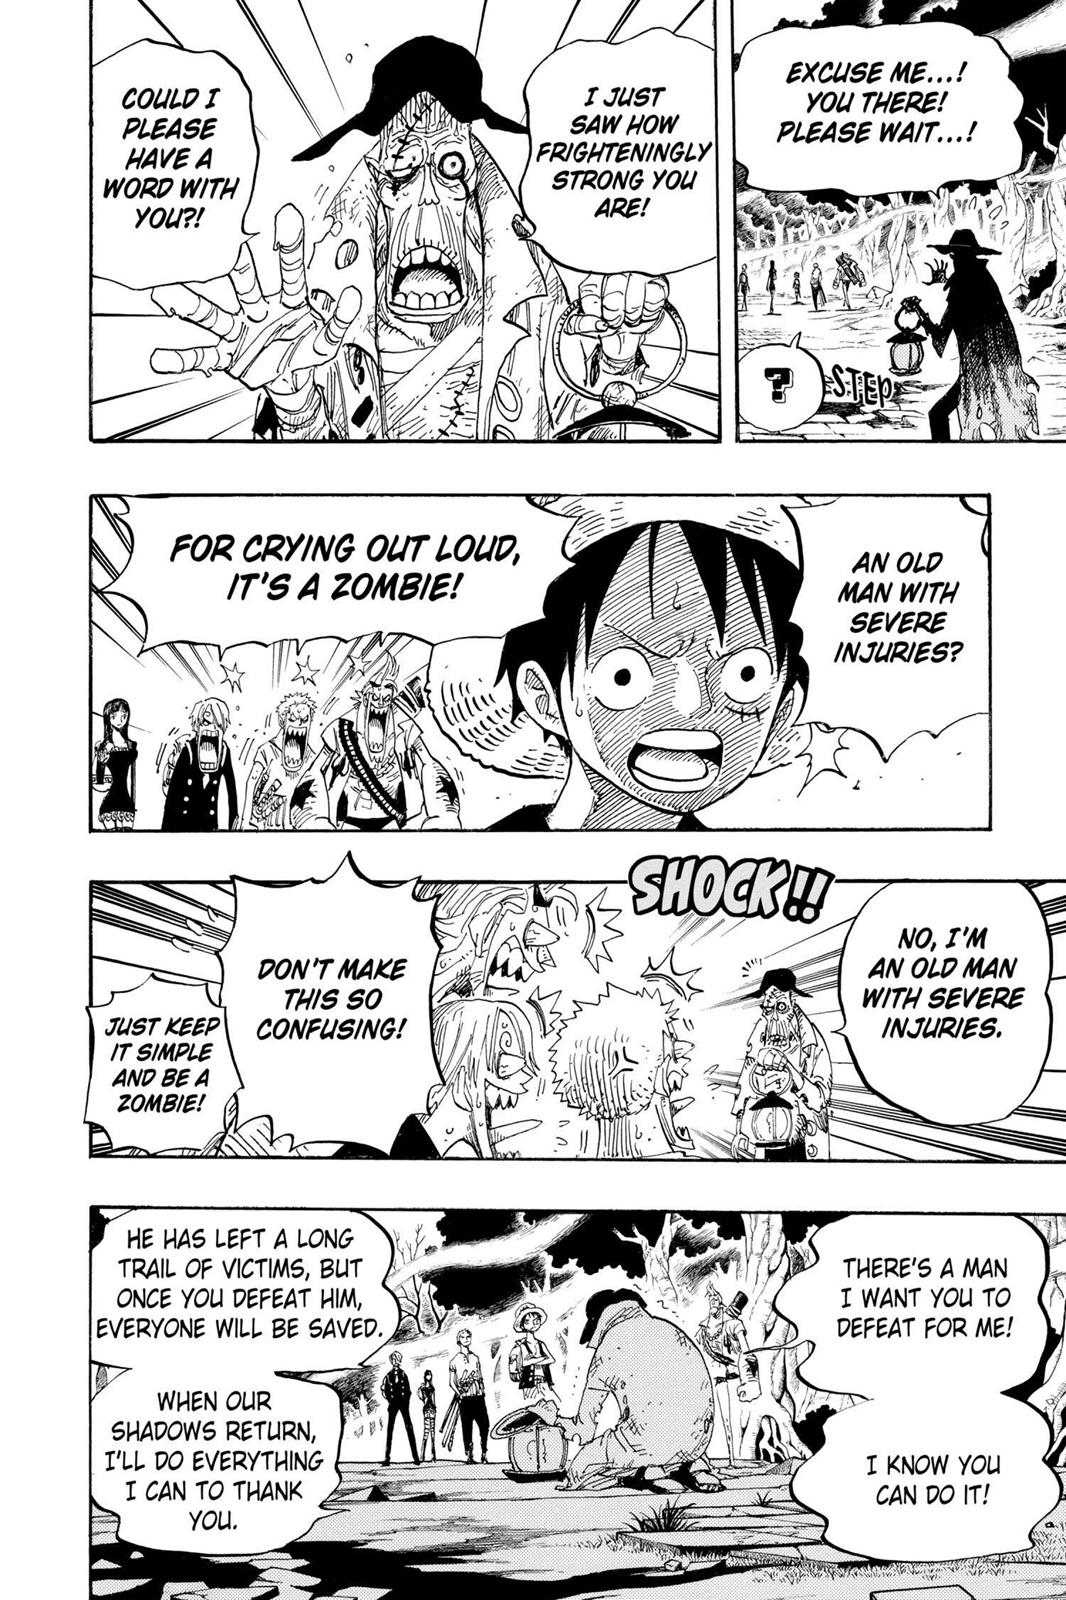 EXCUSE ME...!
YOU THERE!
PLEASE WAIT...!
?
STEP
I JUST
SAW HOW
FRIGHTENINGLY
STRONG YOU
ARE!
COULD I
PLEASE
HAVE A
WORD WITH
YOU?!
AN OLD
MAN WITH
SEVERE
INJURIES?
FOR CRYING OUT LOUD,
IT'S A ZOMBIE!
NO, I'M
AN OLD MAN
WITH SEVERE
INJURIES.
SHOCK!!
DON'T MAKE
THIS SO
CONFUSING!
JUST KEEP
IT SIMPLE
AND BE A
ZOMBIE!
THERE'S A MAN
I WANT YOU TO
DEFEAT FOR ME!
I KNOW YOU
CAN DO IT!
HE HAS LEFT A LONG
TRAIL OF VICTIMS, BUT
ONCE YOU DEFEAT HIM,
EVERYONE WILL BE SAVED.
WHEN OUR
SHADOWS RETURN,
I'LL DO EVERYTHING
I CAN TO THANK
YOU.